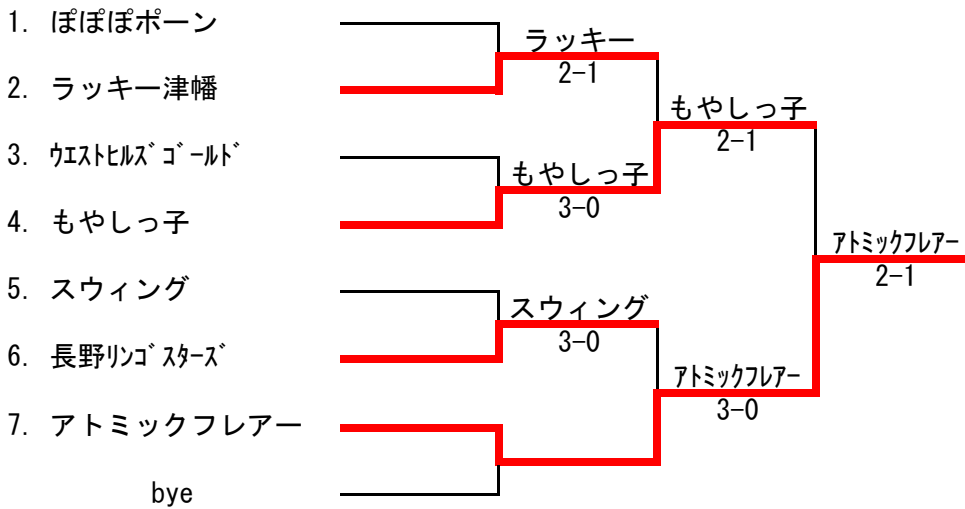 1. ぽぽぽポーン
2. ラッキー津幡
3. ｳｴｽﾄﾋﾙｽﾞｺﾞｰﾙﾄﾞ
4. もやしっ子
5. スウィング
6. 長野ﾘﾝｺﾞｽﾀｰｽﾞ
7. アトミックフレアー
bye
ラッキー
2-1
もやしっ子
3-0
スウィング
3-0
もやしっ子
2-1
ｱﾄﾐｯｸﾌﾚｱｰ
3-0
ｱﾄﾐｯｸﾌﾚｱｰ
2-1